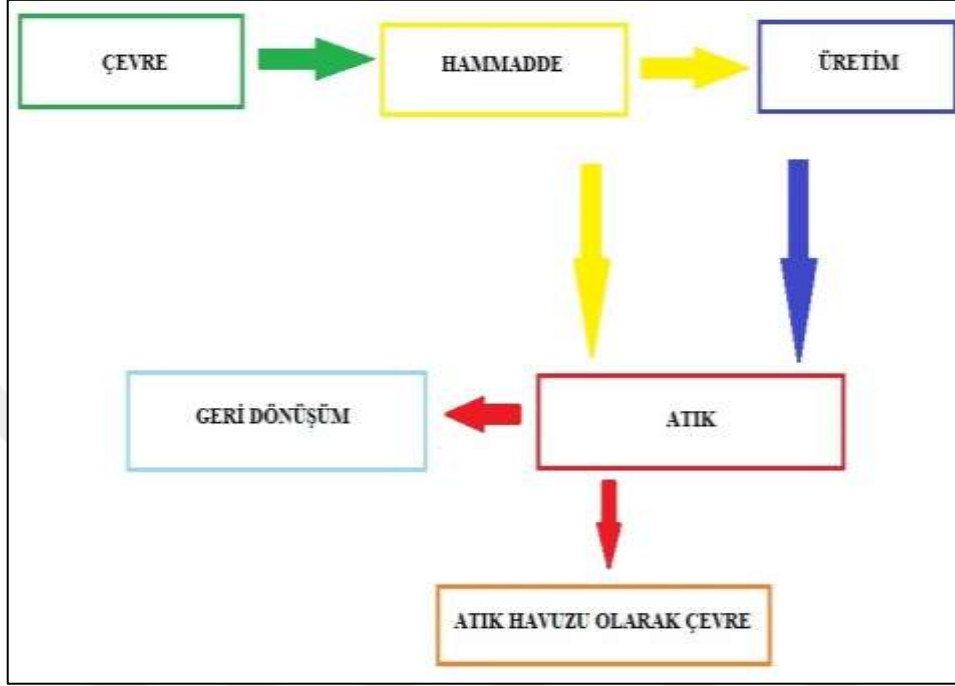 ÇEVRE
HAMMADDE
ÜRETİM
GERİ DÖNÜŞÜM
ATIK
ATIK HAVUZU OLARAK ÇEVRE